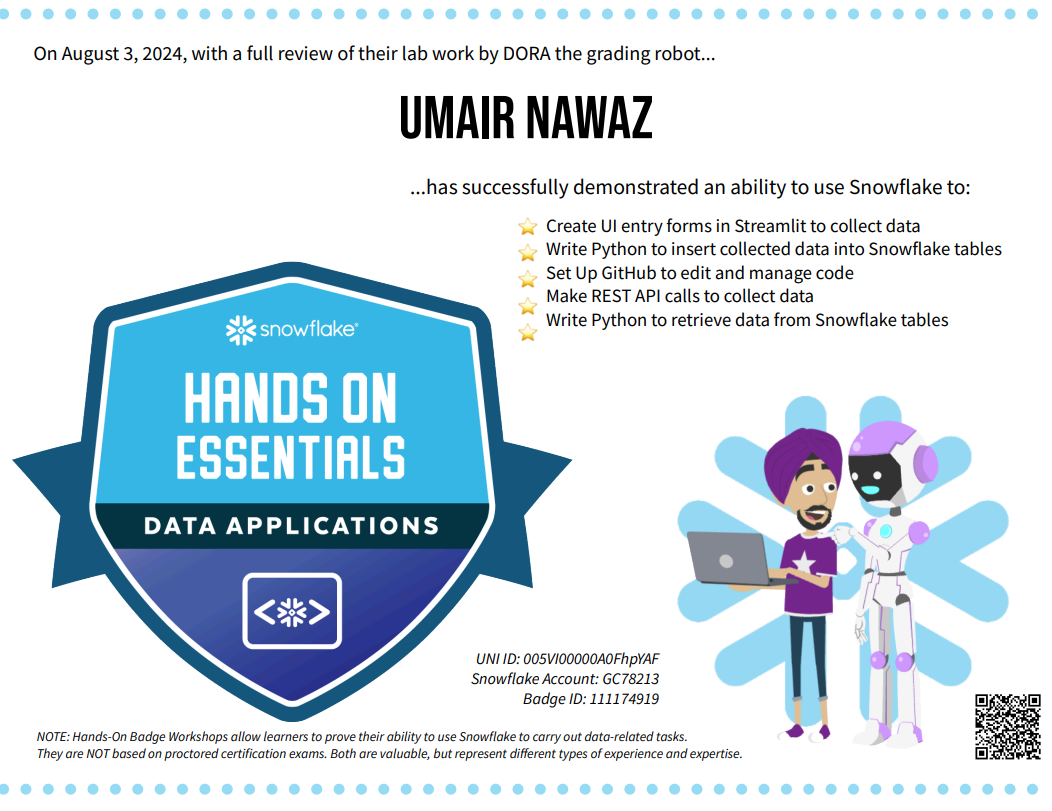 On August 3, 2024, with a full review of their lab work by DORA the grading robot...
UMAIR NAWAZ
...has successfully demonstrated an ability to use Snowflake to:
Create UI entry forms in Streamlit to collect data
Write Python to insert collected data into Snowflake tables
Set Up GitHub to edit and manage code
Make REST API calls to collect data
Write Python to retrieve data from Snowflake tables
snowflake®
HANDS ON
ESSENTIALS
DATA APPLICATIONS
UNI ID: 005VI00000A0FhpYAF
Snowflake Account: GC78213
Badge ID: 111174919
NOTE: Hands-On Badge Workshops allow learners to prove their ability to use Snowflake to carry out data-related tasks.
They are NOT based on proctored certification exams. Both are valuable, but represent different types of experience and expertise.